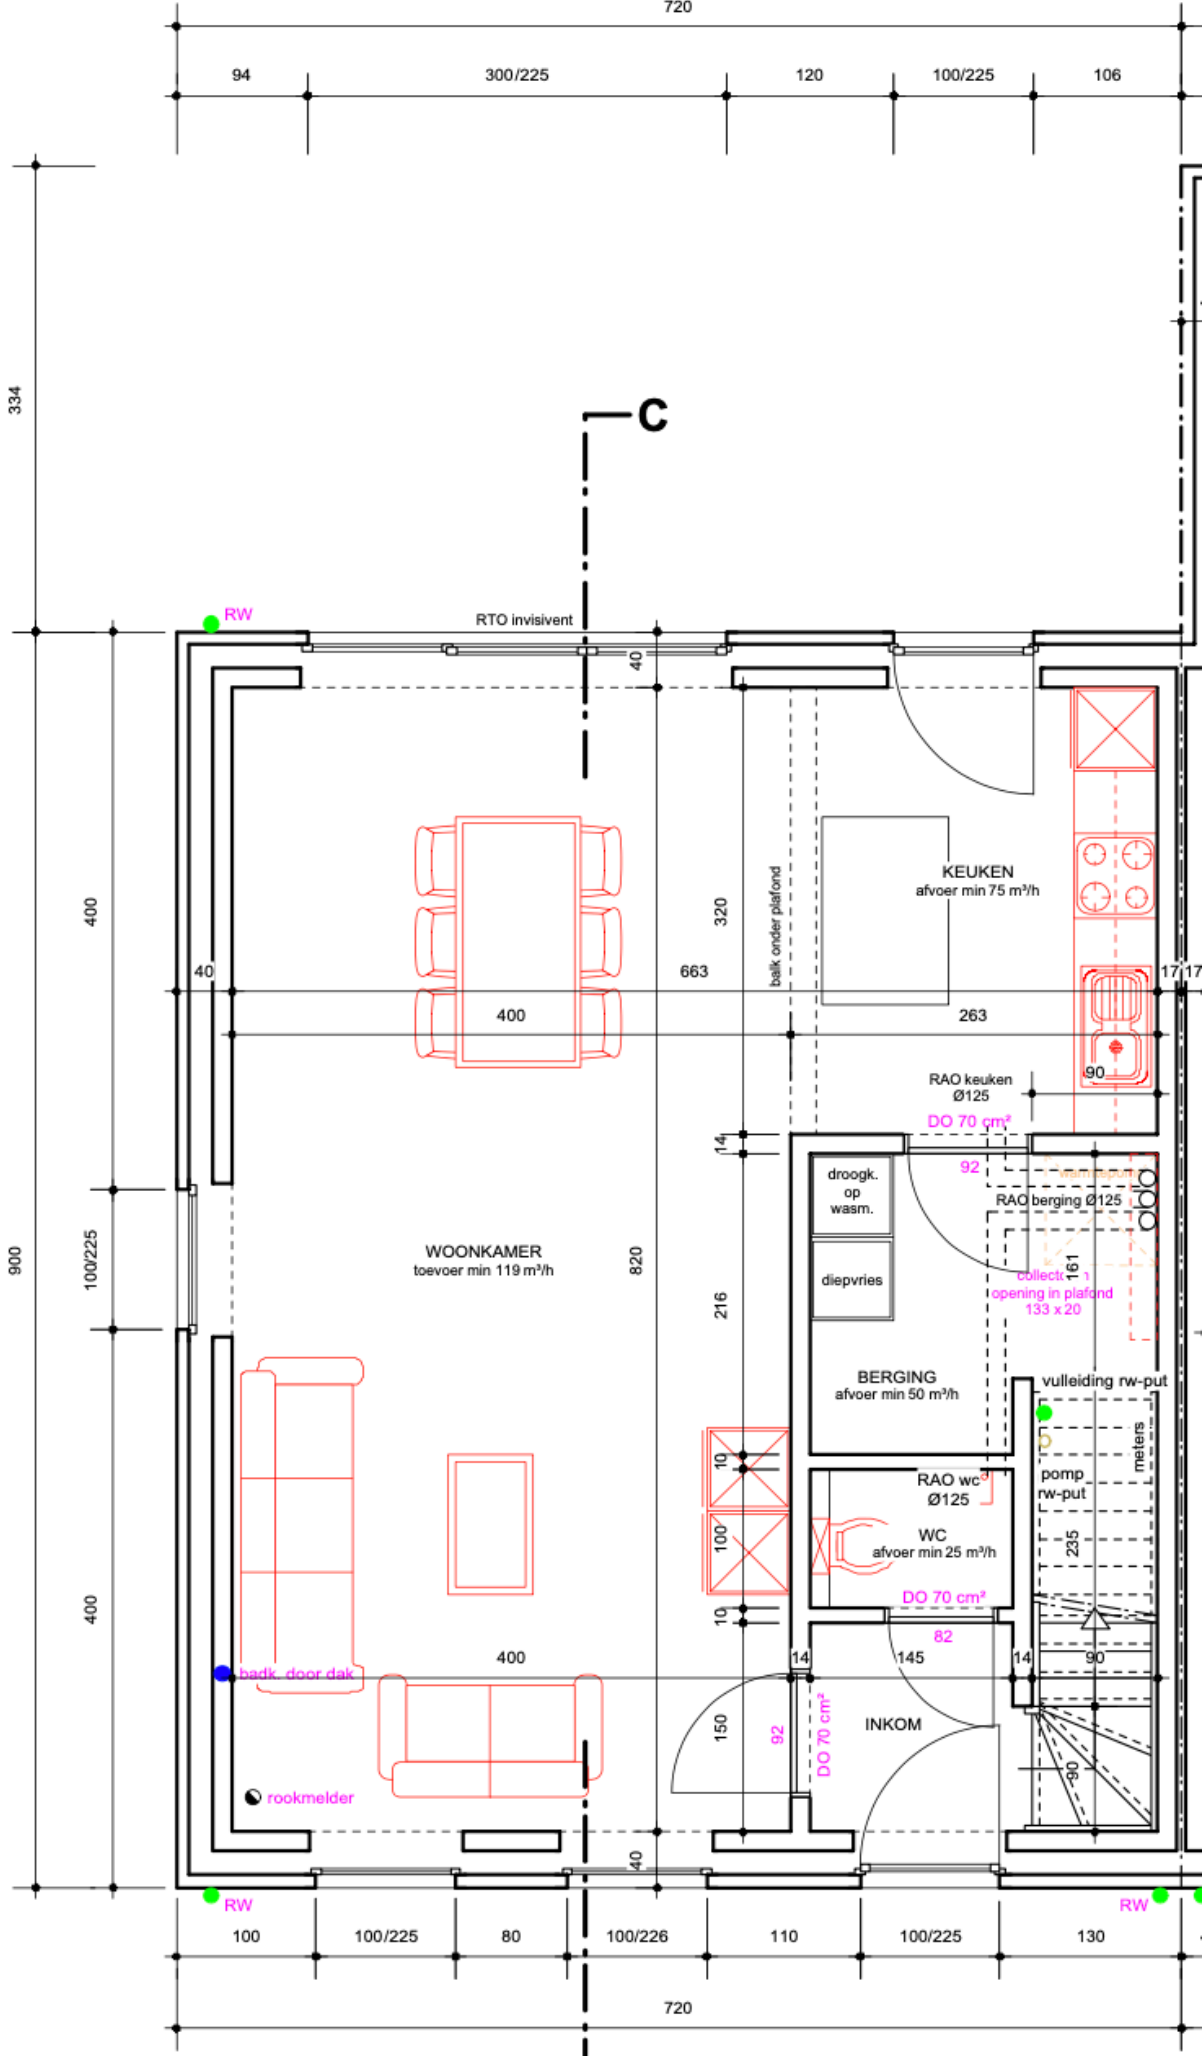 720
94
300/225
120
100/225
106
334
C
RW
RTO invisivent
40
400
320
balk onder plafond
KEUKEN
afvoer min 75 m³/h
40
663
17
17
400
263
90
RAO keuken
Ø125
DO 70 cm²
14
92
droogk.
op
wasm.
RAO berging Ø125
900
100/225
WOONKAMER
toevoer min 119 m³/h
820
216
diepvries
161
opening in plafond
133 x 20
BERGING
afvoer min 50 m³/h
vulleiding rw-put
meters
10
RAO wc
Ø125
pomp
rw-put
100
WC
afvoer min 25 m³/h
235
400
10
DO 70 cm²
82
400
14
145
14
90
badk. door dak
150
92
DO 70 cm²
INKOM
90
rookmelder
40
RW
RW
100
100/225
80
100/226
110
100/225
130
720